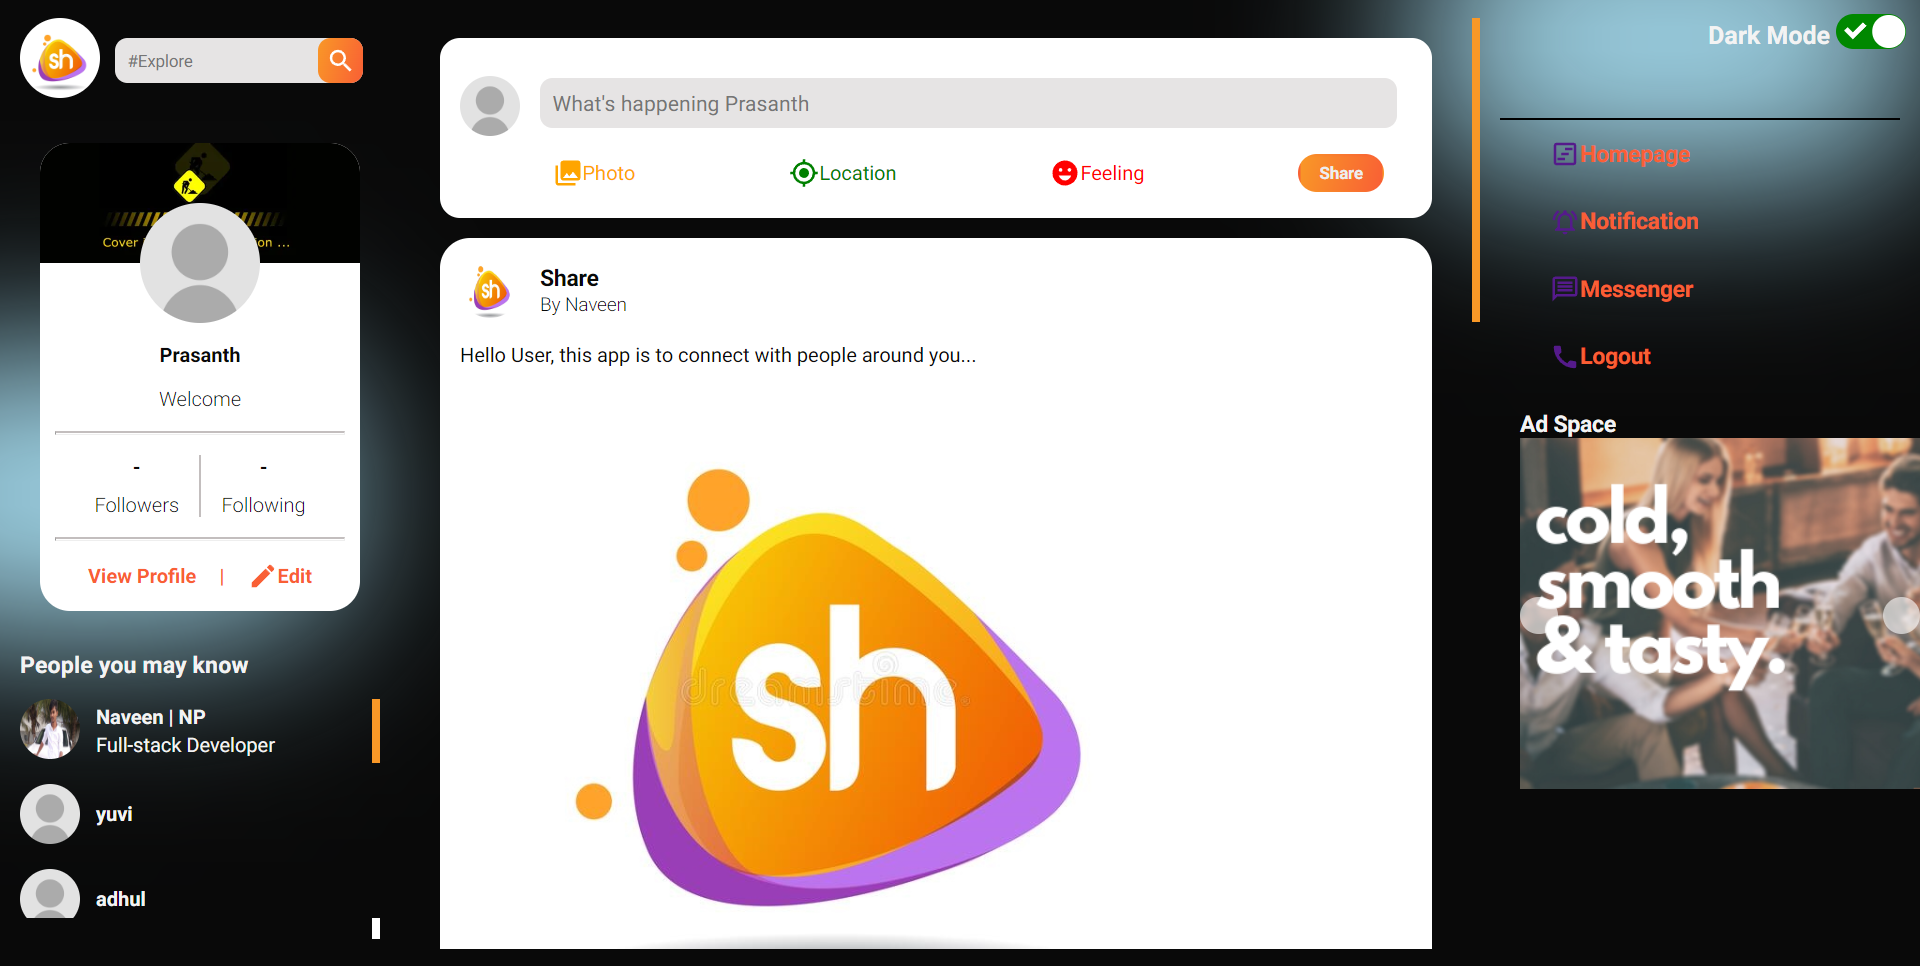 sh
#Explore
Cover
on ...
Prasanth
Welcome
-
-
Followers
Following
View Profile
|
Edit
People you may know
Naveen | NP
Full-stack Developer
yuvi
adhul
What's happening Prasanth
Photo
Location
Feeling
Share
sh
Share
By Naveen
Hello User, this app is to connect with people around you...
sh
dreamstime.
Dark Mode
Homepage
Notification
Messenger
Logout
Ad Space
cold,
smooth
& tasty.